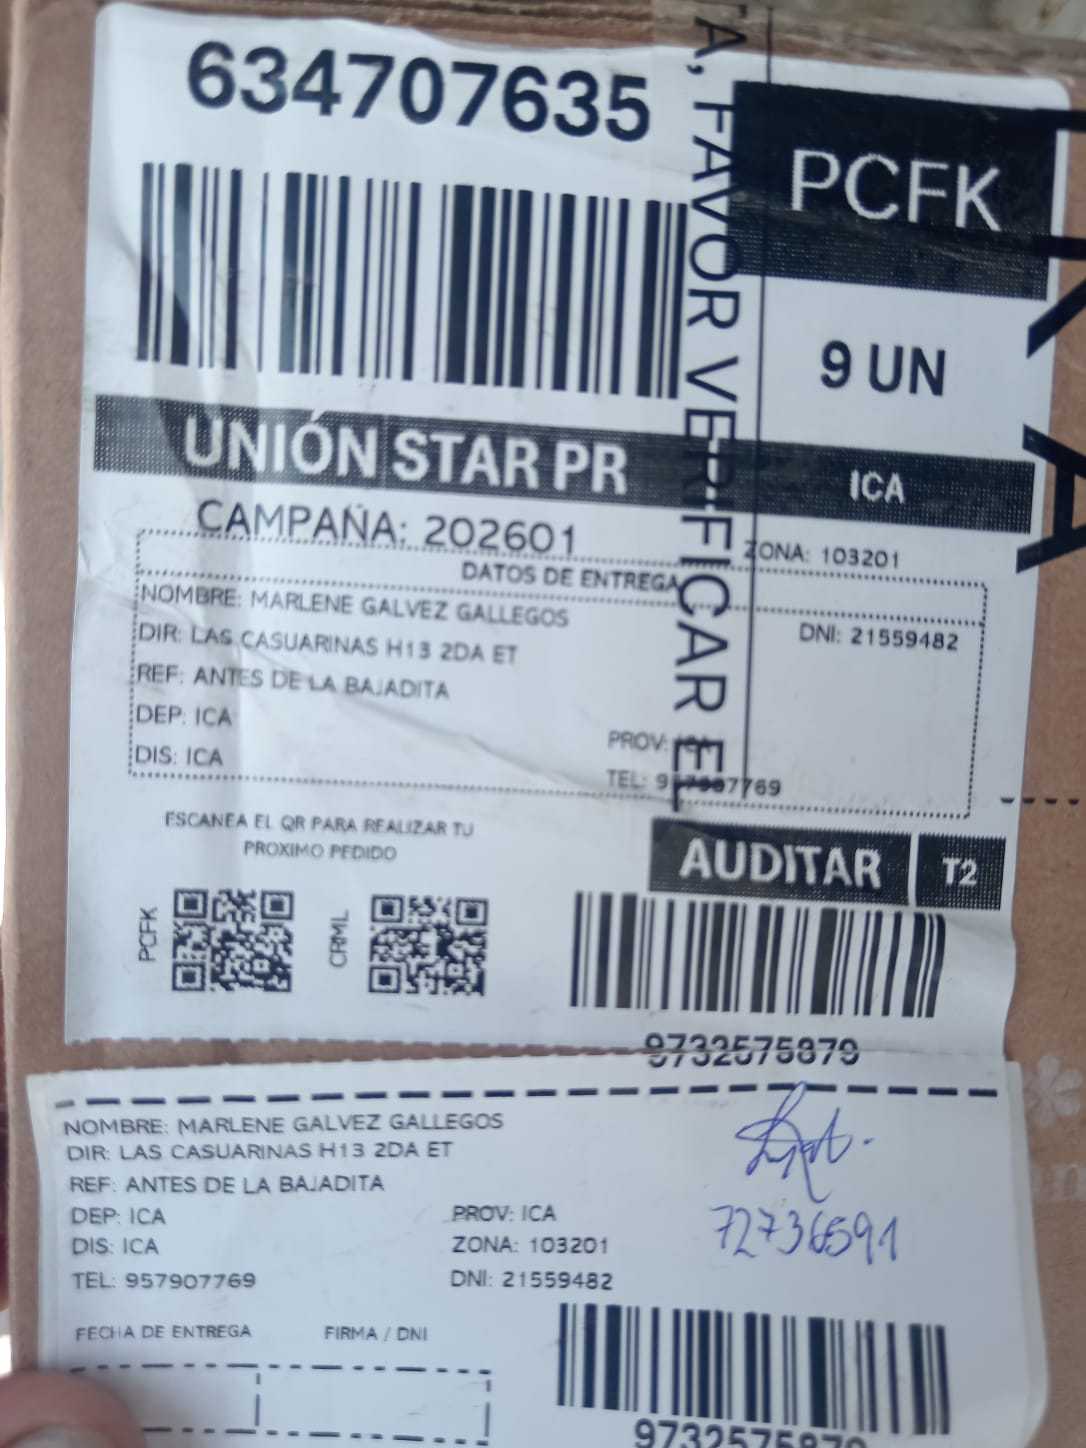 634707635
PCFK
9 UN
UNIÓN STAR PR
ICA
CAMPAÑA: 202601
ZONA: 103201
DATOS DE ENTREGA
NOMBRE: MARLENE GALVEZ GALLEGOS
DNI: 21559482
DIR: LAS CASUARINAS H13 2DA ET
REF: ANTES DE LA BAJADITA
DEP: ICA
PROV: ICA
DIS: ICA
TEL: 957907769
, FAVOR VERIFICAR EL
ESCANEA EL QR PARA REALIZAR TU
PROXIMO PEDIDO
PCFK
CRML
AUDITAR
T2
9732575879
NOMBRE: MARLENE GALVEZ GALLEGOS
DIR: LAS CASUARINAS H13 2DA ET
REF: ANTES DE LA BAJADITA
DEP: ICA
PROV: ICA
DIS: ICA
ZONA: 103201
TEL: 957907769
DNI: 21559482
72736591
FECHA DE ENTREGA
FIRMA / DNI
9732575879